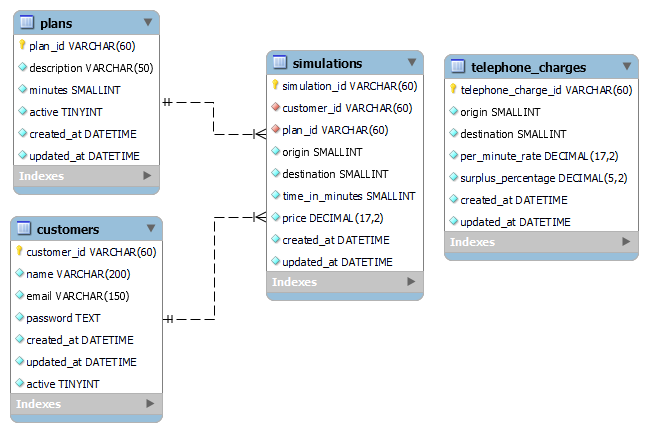 plans
plan_id VARCHAR(60)
description VARCHAR(50)
minutes SMALLINT
active TINYINT
created_at DATETIME
updated_at DATETIME
Indexes
customers
customer_id VARCHAR(60)
name VARCHAR(200)
email VARCHAR(150)
password TEXT
created_at DATETIME
updated_at DATETIME
active TINYINT
Indexes
simulations
simulation_id VARCHAR(60)
customer_id VARCHAR(60)
plan_id VARCHAR(60)
origin SMALLINT
destination SMALLINT
time_in_minutes SMALLINT
price DECIMAL(17,2)
created_at DATETIME
updated_at DATETIME
Indexes
telephone_charges
telephone_charge_id VARCHAR(60)
origin SMALLINT
destination SMALLINT
per_minute_rate DECIMAL(17,2)
surplus_percentage DECIMAL(5,2)
created_at DATETIME
updated_at DATETIME
Indexes